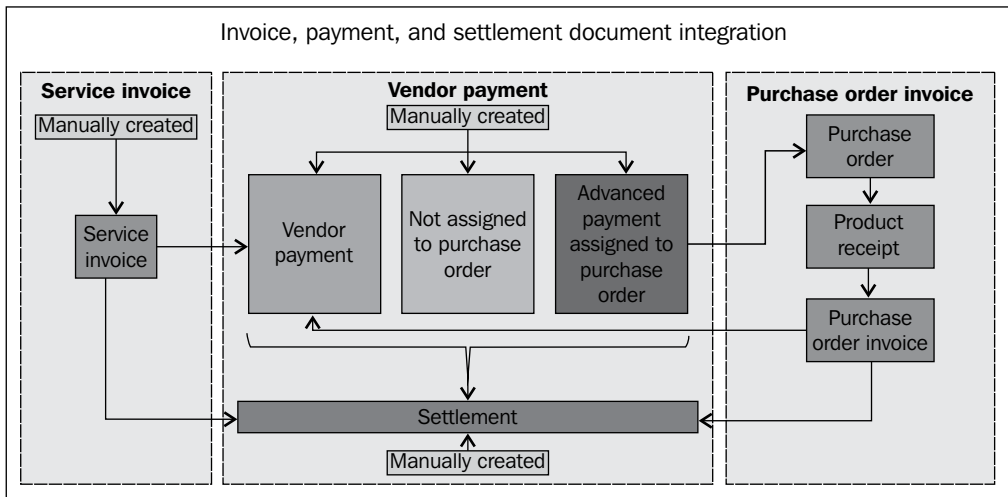 Invoice, payment, and settlement document integration
Service invoice
Manually created
Service
invoice
Vendor payment
Manually created
Vendor
payment
Not assigned
to purchase
order
Advanced
payment
assigned to
purchase
order
Settlement
Manually created
Purchase order invoice
Purchase
order
Product
receipt
Purchase
order invoice